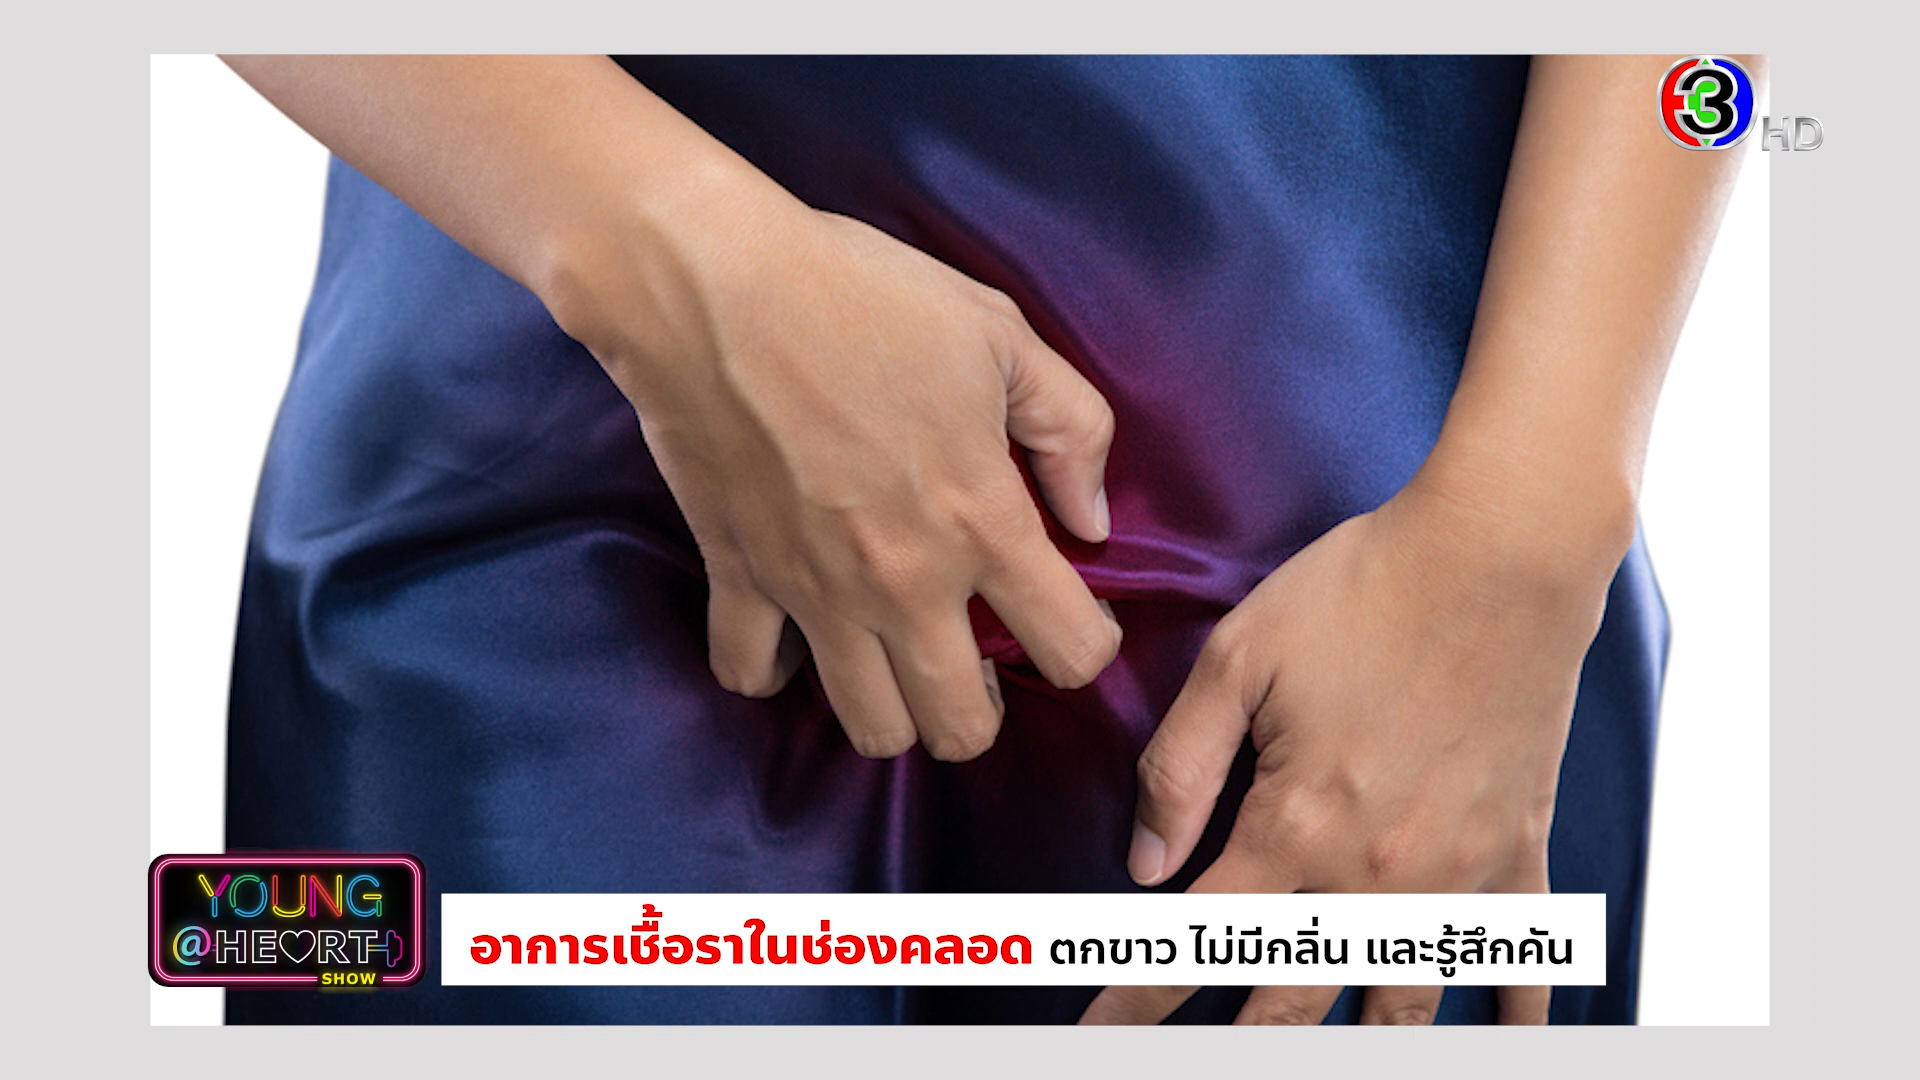 3 HD
YOUNG
@HEART
SHOW
อาการเชื้อราในช่องคลอด ตกขาว ไม่มีกลิ่น และรู้สึกคัน